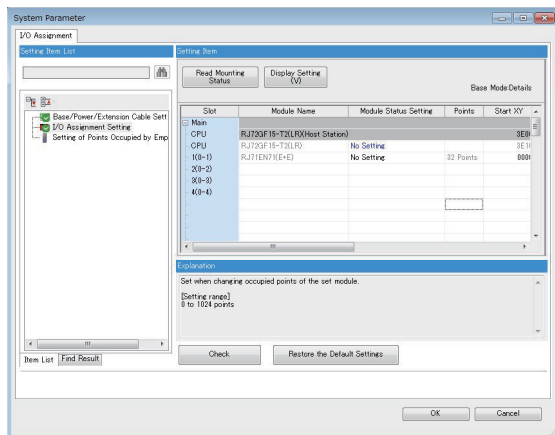 System Parameter
I/O Assignment
Setting Item List
Setting Item
Read Mounting Status
Display Setting (V)
Base Mode:Details
Base/Power/Extension Cable Sett
I/O Assignment Setting
Setting of Points Occupied by Emp
Slot Module Name Module Status Setting Points Start XY
Main
CPU RJ72GF15-T2(LR)(Host Station) 3E0
CPU RJ72GF15-T2(LR) No Setting 3E1
1(0-1) RJ71EN71(E+E) No Setting 32 Points 000
2(0-2)
3(0-3)
4(0-4)
Explanation
Set when changing occupied points of the set module.
[Setting range]
0 to 1024 points
Item List Find Result
Check Restore the Default Settings
OK Cancel